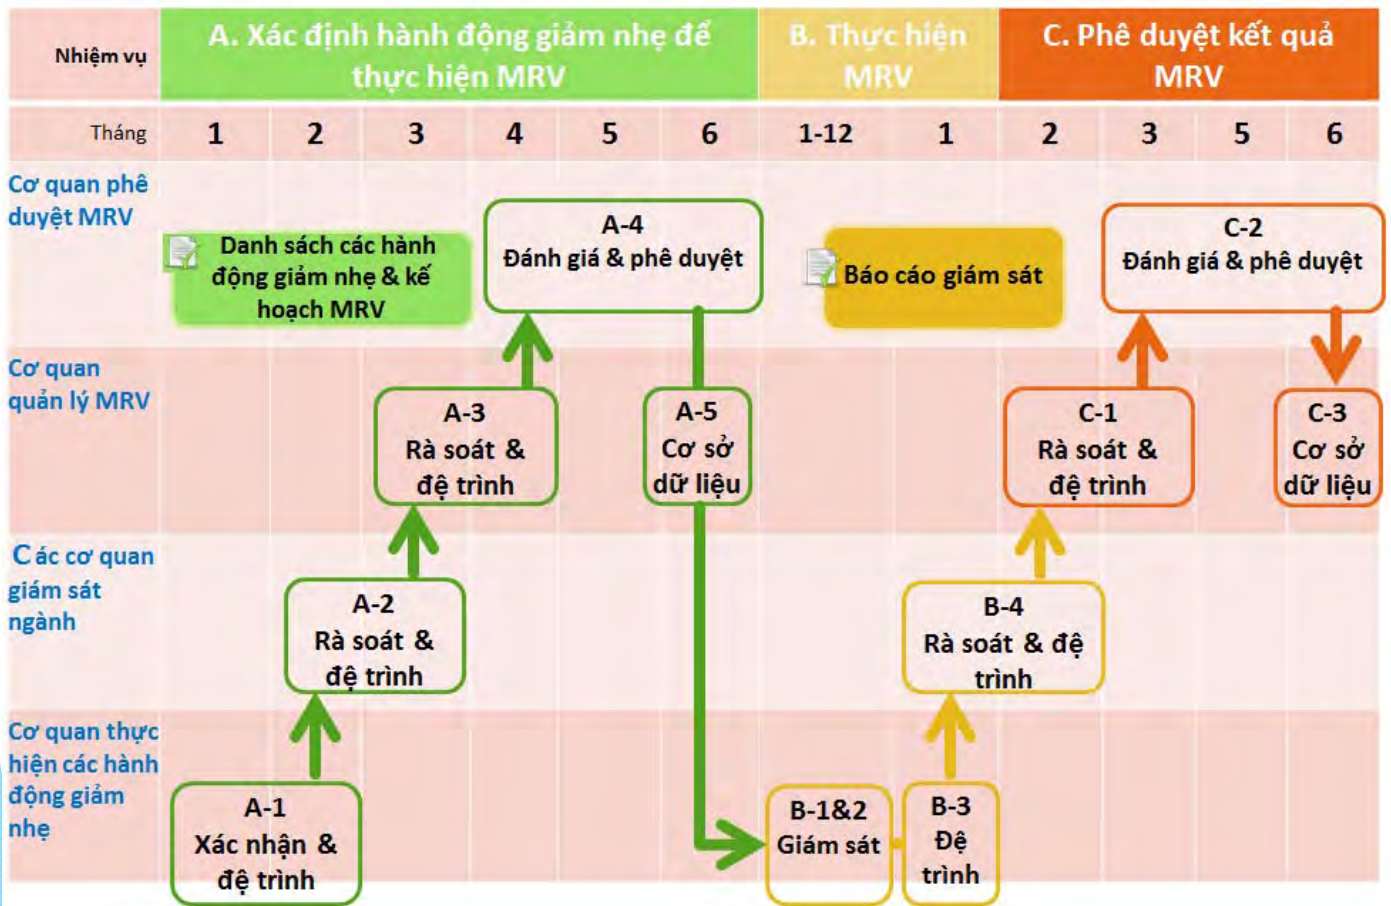 Nhiệm vụ
A. Xác định hành động giảm nhẹ để
thực hiện MRV
B. Thực hiện
MRV
C. Phê duyệt kết quả
MRV
Tháng
1
2
3
4
5
6
1-12
1
2
3
5
6
Cơ quan phê
duyệt MRV
Danh sách các hành
động giảm nhẹ & kế
hoạch MRV
A-4
Đánh giá & phê duyệt
Báo cáo giám sát
C-2
Đánh giá & phê duyệt
Cơ quan
quản lý MRV
A-3
Rà soát &
đệ trình
A-5
Cơ sở
dữ liệu
C-1
Rà soát &
đệ trình
C-3
Cơ sở
dữ liệu
Các cơ quan
giám sát
ngành
A-2
Rà soát &
đệ trình
B-4
Rà soát & đệ
trình
Cơ quan thực
hiện các hành
động giảm
nhẹ
A-1
Xác nhận &
đệ trình
B-1&2
Giám sát
B-3
Đệ
trình